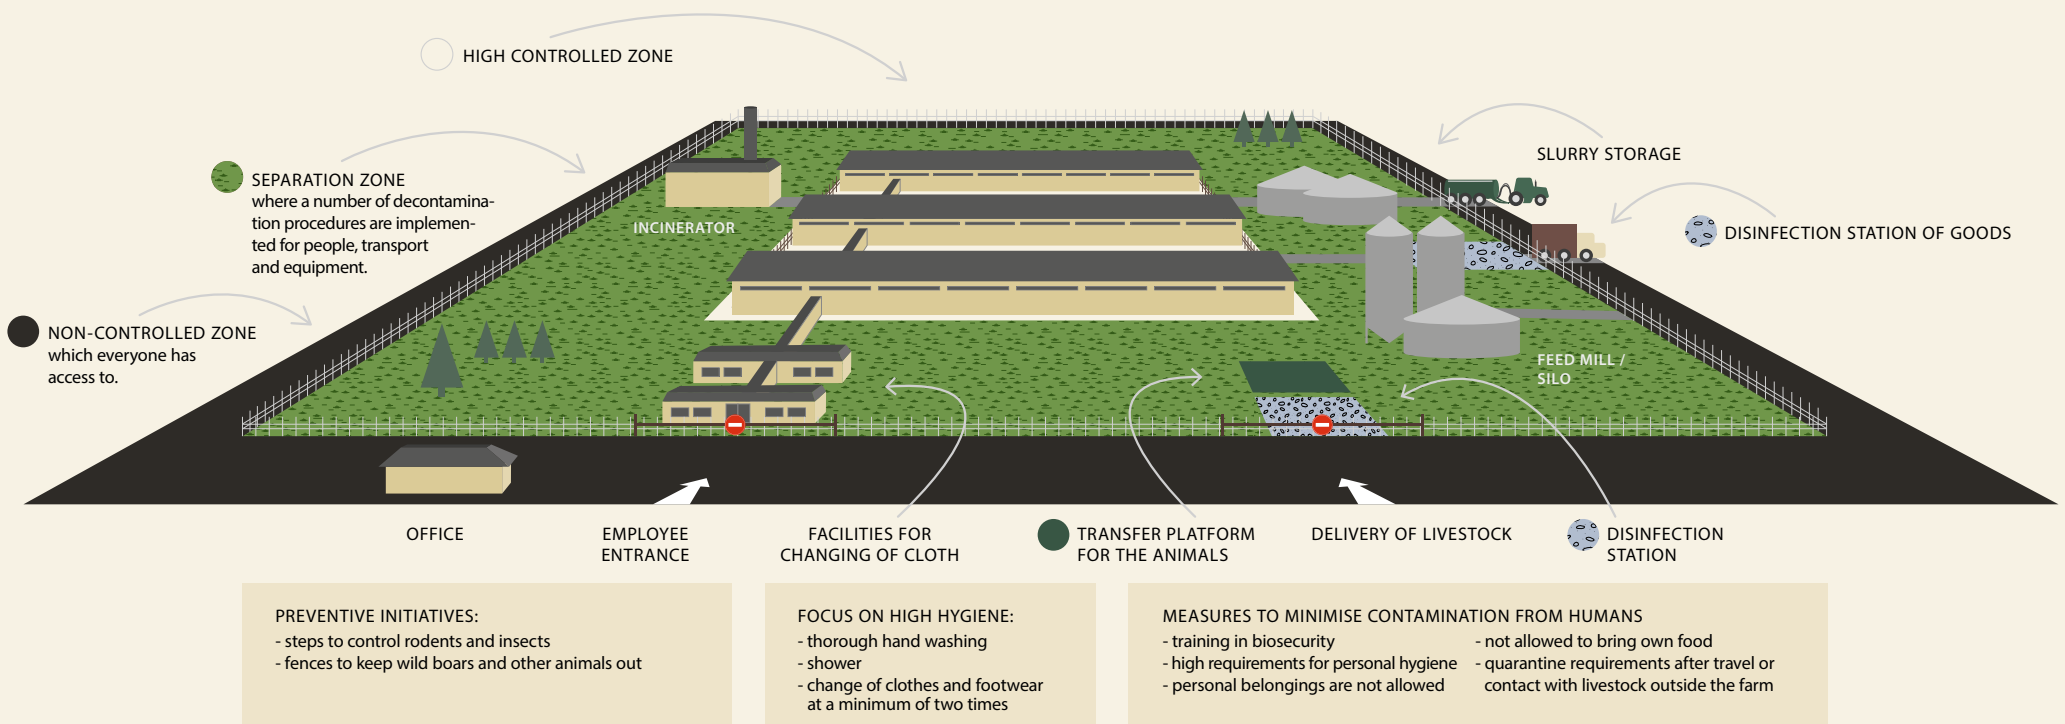 HIGH CONTROLLED ZONE
SLURRY STORAGE
SEPARATION ZONE
where a number of decontamina-
tion procedures are implemen-
ted for people, transport
and equipment.
INCINERATOR
DISINFECTION STATION OF GOODS
NON-CONTROLLED ZONE
which everyone has
access to.
FEED MILL /
SILO
OFFICE
EMPLOYEE
ENTRANCE
FACILITIES FOR
CHANGING OF CLOTH
TRANSFER PLATFORM
FOR THE ANIMALS
DELIVERY OF LIVESTOCK
DISINFECTION
STATION
PREVENTIVE INITIATIVES:
- steps to control rodents and insects
- fences to keep wild boars and other animals out
FOCUS ON HIGH HYGIENE:
- thorough hand washing
- shower
- change of clothes and footwear
at a minimum of two times
MEASURES TO MINIMISE CONTAMINATION FROM HUMANS
- training in biosecurity
- high requirements for personal hygiene
- personal belongings are not allowed
- not allowed to bring own food
- quarantine requirements after travel or
contact with livestock outside the farm